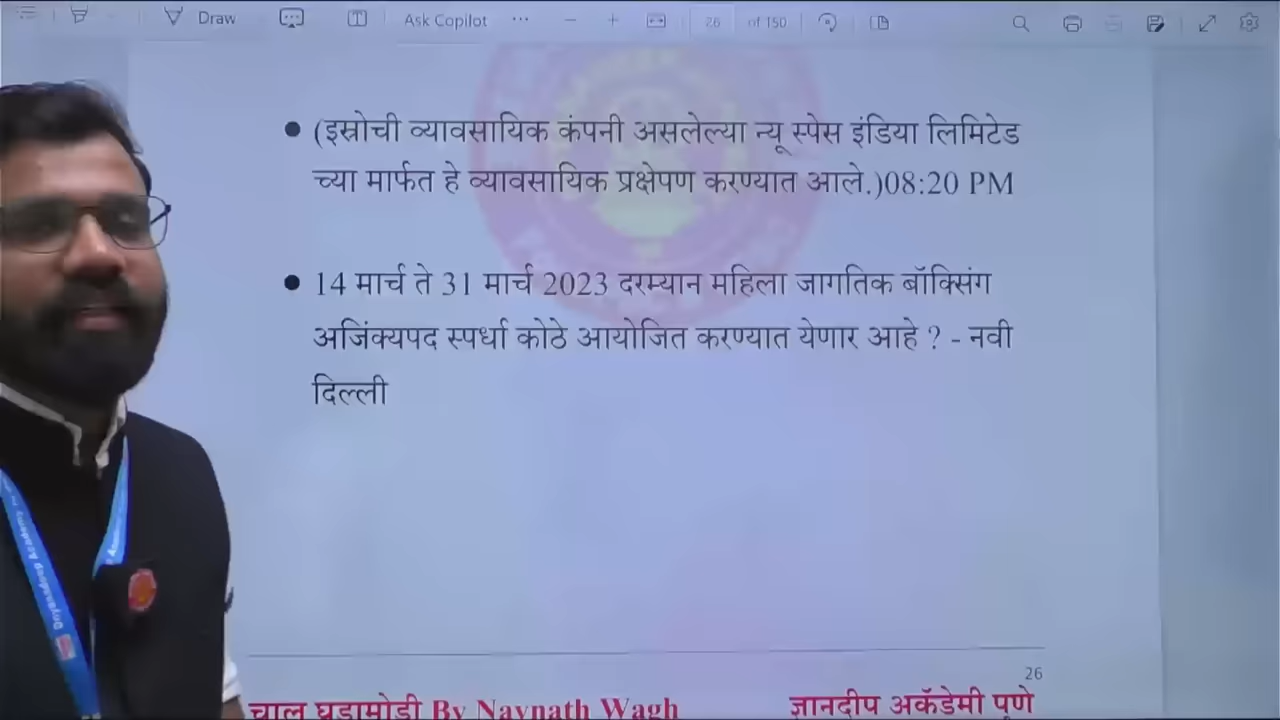 Draw
Ask Copilot
26 of 150
● (इस्रोची व्यावसायिक कंपनी असलेल्या न्यू स्पेस इंडिया लिमिटेड
च्या मार्फत हे व्यावसायिक प्रक्षेपण करण्यात आले.)08:20 PM
● 14 मार्च ते 31 मार्च 2023 दरम्यान महिला जागतिक बॉक्सिंग
अजिंक्यपद स्पर्धा कोठे आयोजित करण्यात येणार आहे ? - नवी
दिल्ली
26
चालू घडामोडी By Navnath Wagh ज्ञानदीप अकॅडेमी पुणे
Dnyanadeep Academy